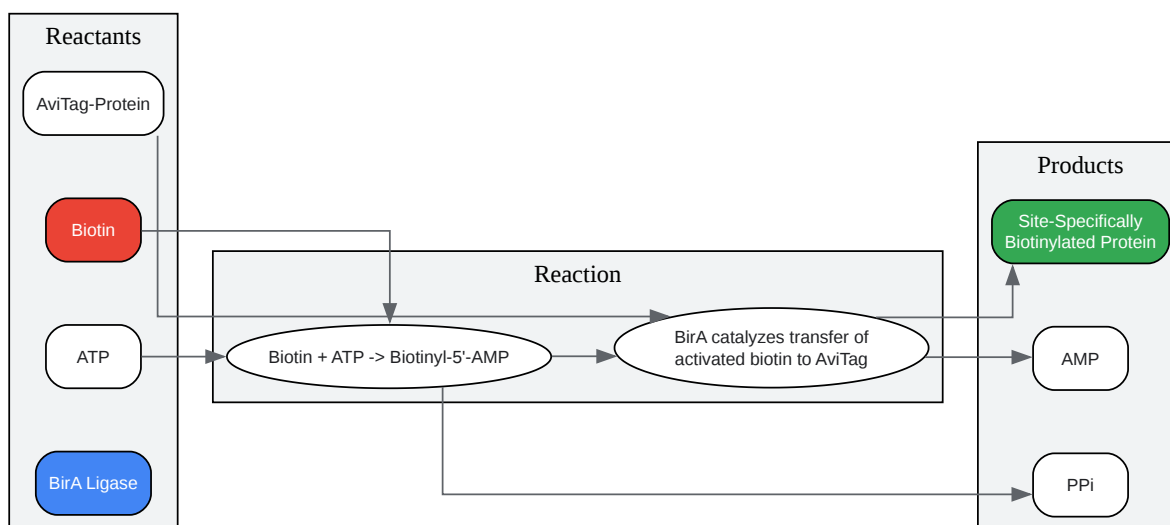 Reactants
AviTag-Protein
Biotin
ATP
BirA Ligase
Reaction
Biotin + ATP -> Biotinyl-5'-AMP
BirA catalyzes transfer of
activated biotin to AviTag
Products
Site-Specifically
Biotinylated Protein
AMP
PPi